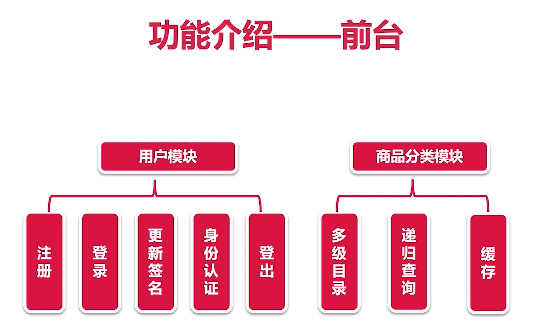 功能介绍——前台
用户模块
商品分类模块
注册
登录
更新签名
身份认证
登出
多级目录
递归查询
缓存